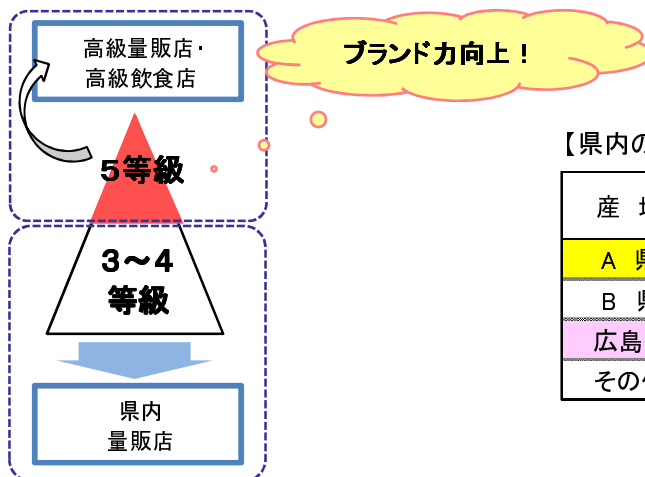 高級量販店・
高級飲食店
ブランド力向上！
5等級
3～4
等級
県内
量販店
【県内の
産 地
A 県
B 県
広島
その他